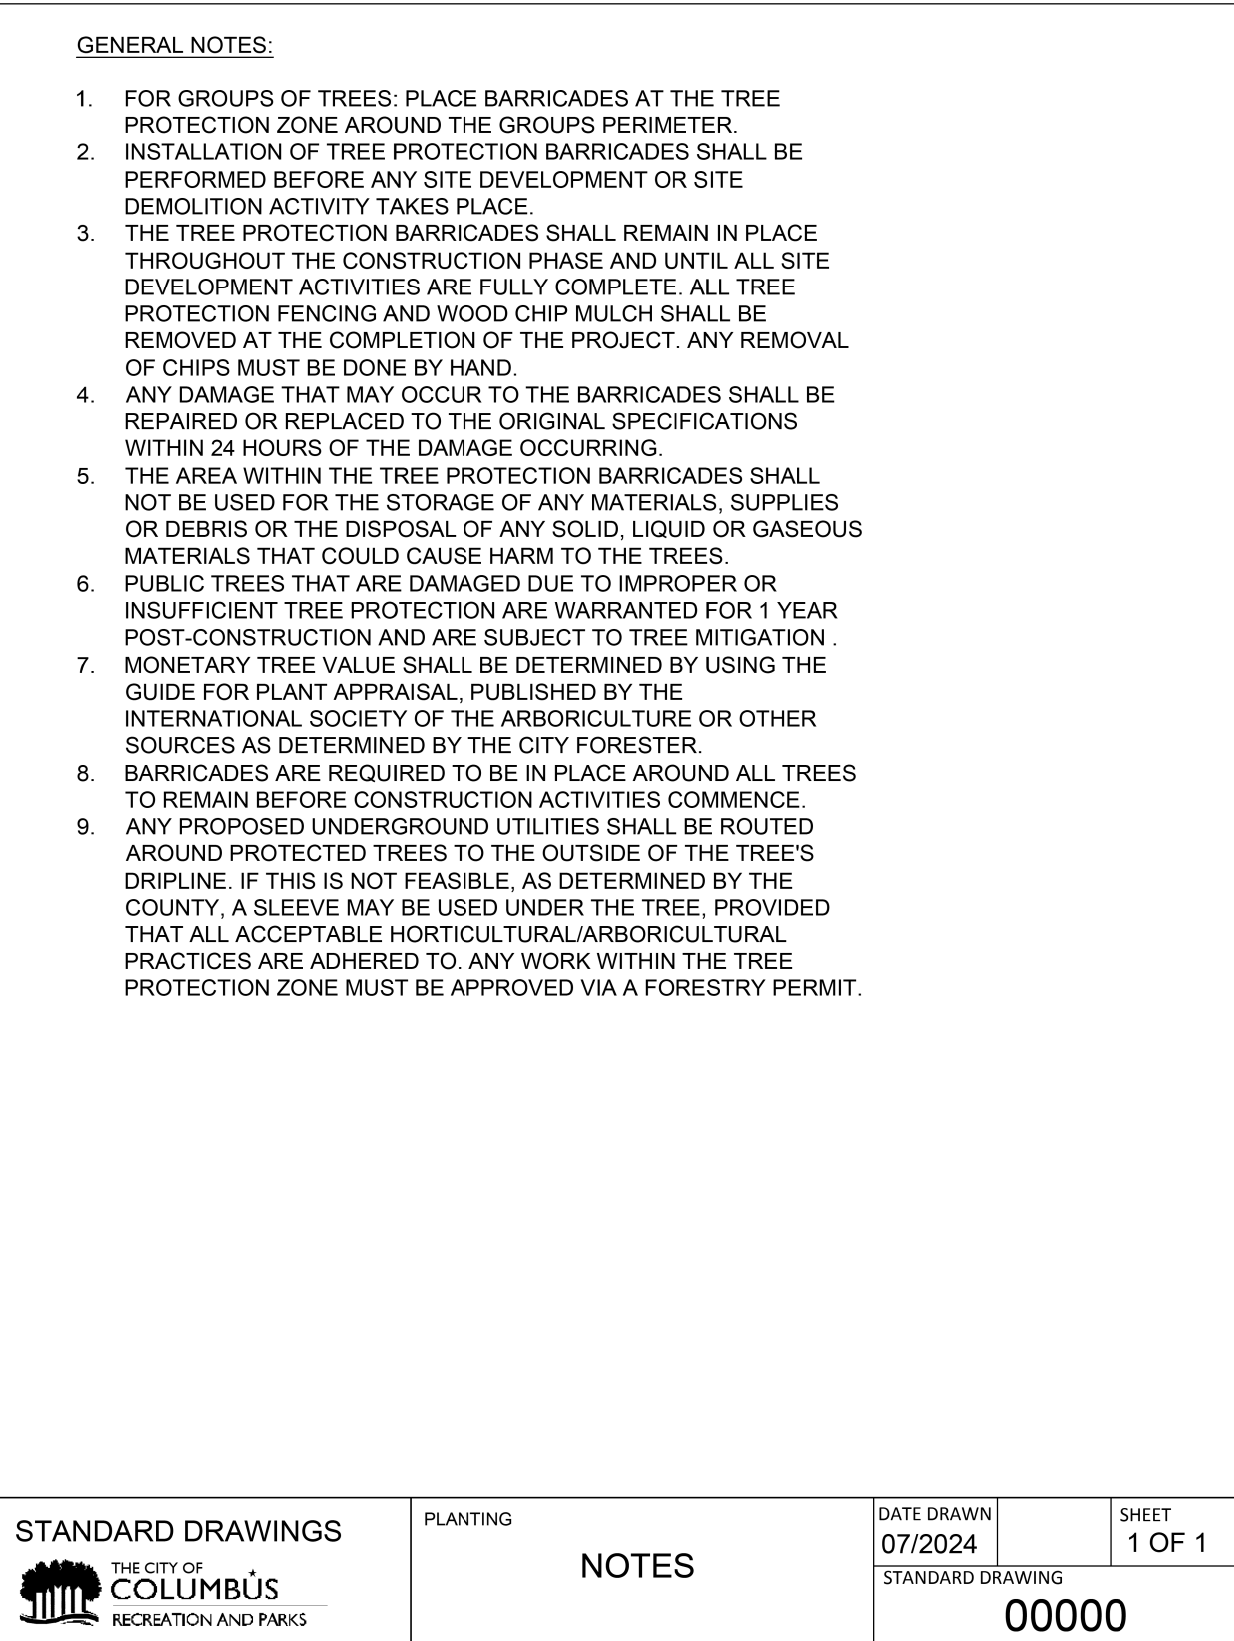 GENERAL NOTES:
1. FOR GROUPS OF TREES: PLACE BARRICADES AT THE TREE
PROTECTION ZONE AROUND THE GROUPS PERIMETER.
2. INSTALLATION OF TREE PROTECTION BARRICADES SHALL BE
PERFORMED BEFORE ANY SITE DEVELOPMENT OR SITE
DEMOLITION ACTIVITY TAKES PLACE.
3. THE TREE PROTECTION BARRICADES SHALL REMAIN IN PLACE
THROUGHOUT THE CONSTRUCTION PHASE AND UNTIL ALL SITE
DEVELOPMENT ACTIVITIES ARE FULLY COMPLETE. ALL TREE
PROTECTION FENCING AND WOOD CHIP MULCH SHALL BE
REMOVED AT THE COMPLETION OF THE PROJECT. ANY REMOVAL
OF CHIPS MUST BE DONE BY HAND.
4. ANY DAMAGE THAT MAY OCCUR TO THE BARRICADES SHALL BE
REPAIRED OR REPLACED TO THE ORIGINAL SPECIFICATIONS
WITHIN 24 HOURS OF THE DAMAGE OCCURRING.
5. THE AREA WITHIN THE TREE PROTECTION BARRICADES SHALL
NOT BE USED FOR THE STORAGE OF ANY MATERIALS, SUPPLIES
OR DEBRIS OR THE DISPOSAL OF ANY SOLID, LIQUID OR GASEOUS
MATERIALS THAT COULD CAUSE HARM TO THE TREES.
6. PUBLIC TREES THAT ARE DAMAGED DUE TO IMPROPER OR
INSUFFICIENT TREE PROTECTION ARE WARRANTED FOR 1 YEAR
POST-CONSTRUCTION AND ARE SUBJECT TO TREE MITIGATION .
7. MONETARY TREE VALUE SHALL BE DETERMINED BY USING THE
GUIDE FOR PLANT APPRAISAL, PUBLISHED BY THE
INTERNATIONAL SOCIETY OF THE ARBORICULTURE OR OTHER
SOURCES AS DETERMINED BY THE CITY FORESTER.
8. BARRICADES ARE REQUIRED TO BE IN PLACE AROUND ALL TREES
TO REMAIN BEFORE CONSTRUCTION ACTIVITIES COMMENCE.
9. ANY PROPOSED UNDERGROUND UTILITIES SHALL BE ROUTED
AROUND PROTECTED TREES TO THE OUTSIDE OF THE TREE'S
DRIPLINE. IF THIS IS NOT FEASIBLE, AS DETERMINED BY THE
COUNTY, A SLEEVE MAY BE USED UNDER THE TREE, PROVIDED
THAT ALL ACCEPTABLE HORTICULTURAL/ARBORICULTURAL
PRACTICES ARE ADHERED TO. ANY WORK WITHIN THE TREE
PROTECTION ZONE MUST BE APPROVED VIA A FORESTRY PERMIT.
STANDARD DRAWINGS
THE CITY OF
COLUMBUS
RECREATION AND PARKS
PLANTING
NOTES
DATE DRAWN
07/2024
SHEET
1 OF 1
STANDARD DRAWING
00000